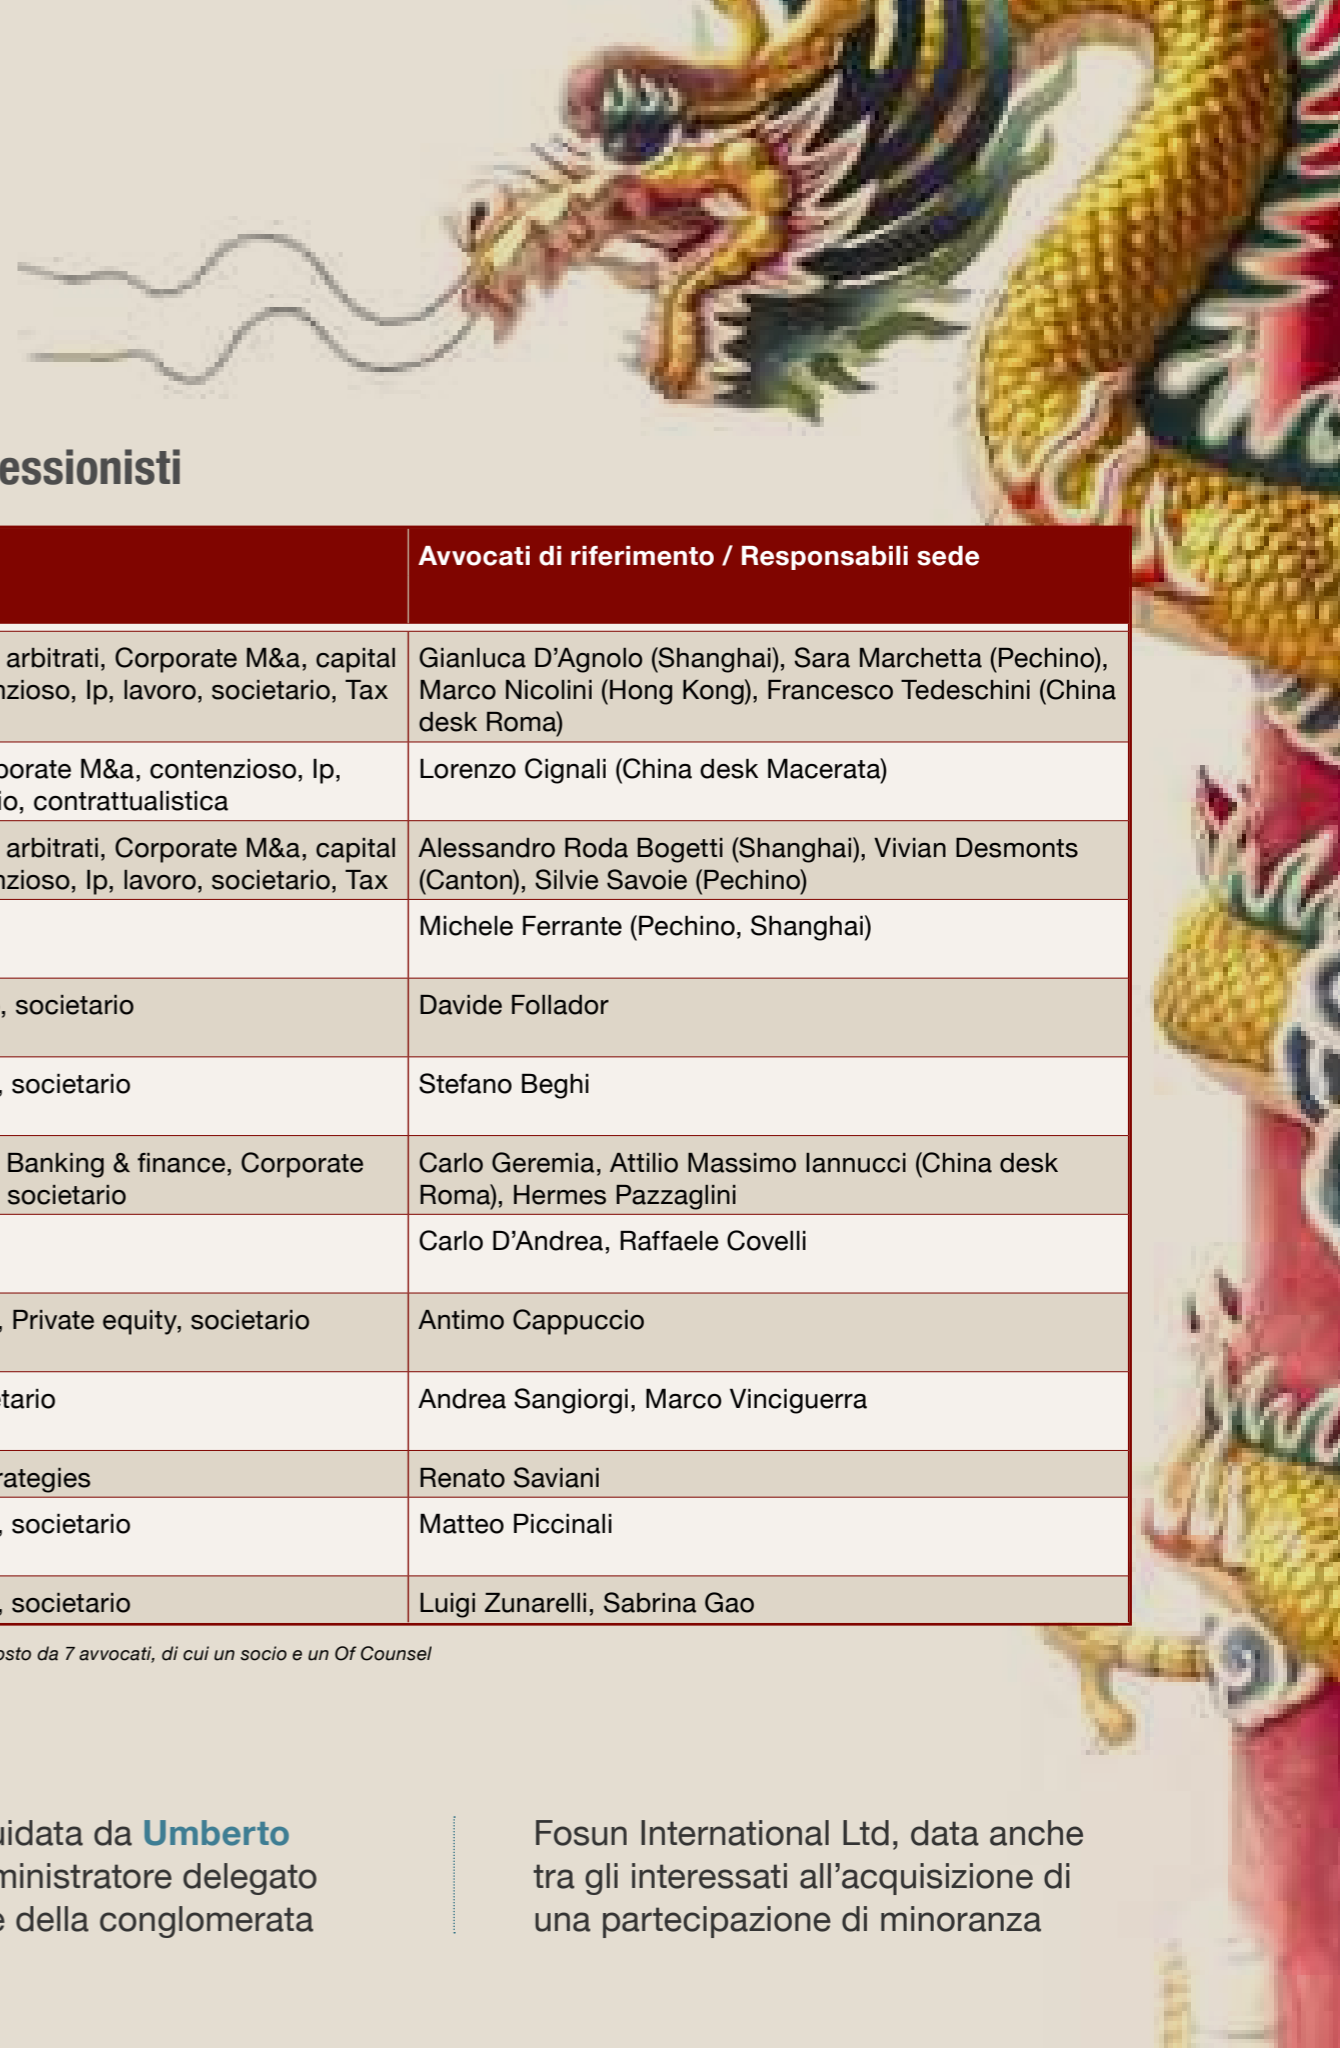 essionisti
Avvocati di riferimento / Responsabili sede
arbitrati, Corporate M&a, capital
nzioso, Ip, lavoro, societario, Tax
Gianluca D’Agnolo (Shanghai), Sara Marchetta (Pechino),
Marco Nicolini (Hong Kong), Francesco Tedeschini (China
desk Roma)
porate M&a, contenzioso, Ip,
io, contrattualistica
Lorenzo Cignali (China desk Macerata)
arbitrati, Corporate M&a, capital
nzioso, Ip, lavoro, societario, Tax
Alessandro Roda Bogetti (Shanghai), Vivian Desmonts
(Canton), Silvie Savoie (Pechino)
Michele Ferrante (Pechino, Shanghai)
, societario
Davide Follador
, societario
Stefano Beghi
Banking & finance, Corporate
societario
Carlo Geremia, Attilio Massimo Iannucci (China desk
Roma), Hermes Pazzaglini
Carlo D’Andrea, Raffaele Covelli
, Private equity, societario
Antimo Cappuccio
etario
Andrea Sangiorgi, Marco Vinciguerra
rategies
Renato Saviani
, societario
Matteo Piccinali
, societario
Luigi Zunarelli, Sabrina Gao
osto da 7 avvocati, di cui un socio e un Of Counsel
uidata da Umberto
ministratore delegato
e della conglomerata
Fosun International Ltd, data anche
tra gli interessati all’acquisizione di
una partecipazione di minoranza